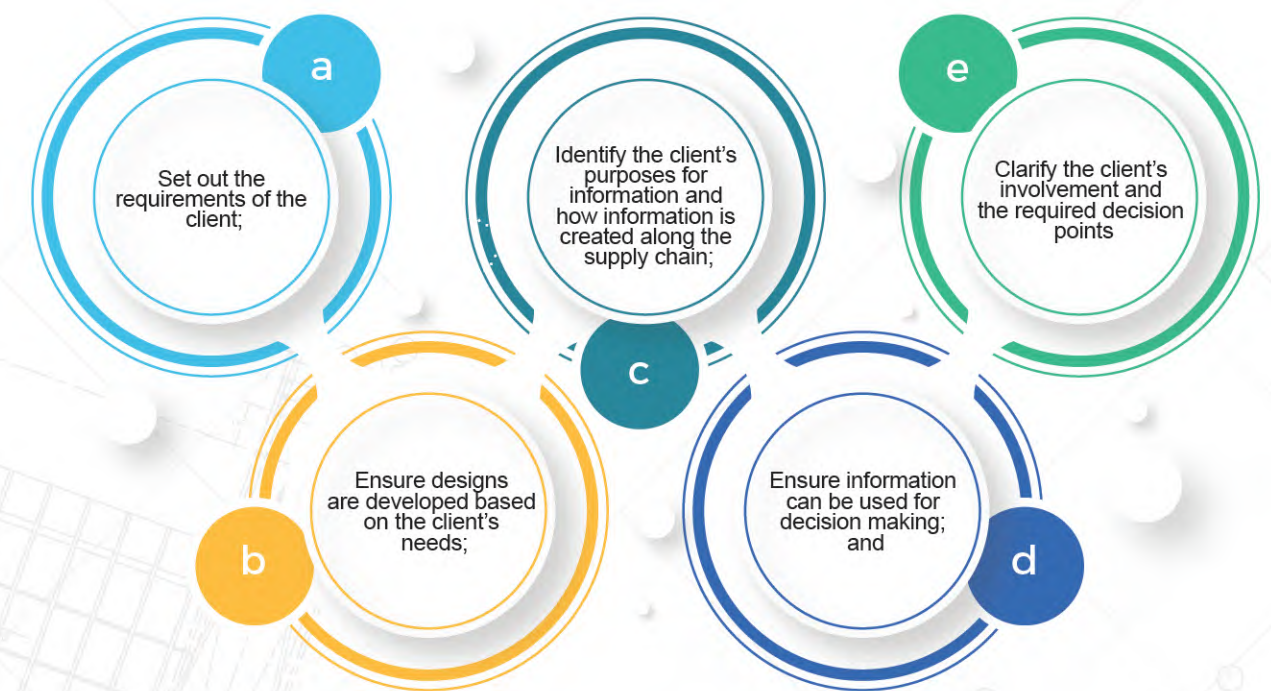 a
Set out the
requirements of the
client;
b
Ensure designs
are developed based
on the client's
needs;
c
Identify the client's
purposes for
information and
how information is
created along the
supply chain;
d
Ensure information
can be used for
decision making;
and
e
Clarify the client's
involvement and
the required decision
points